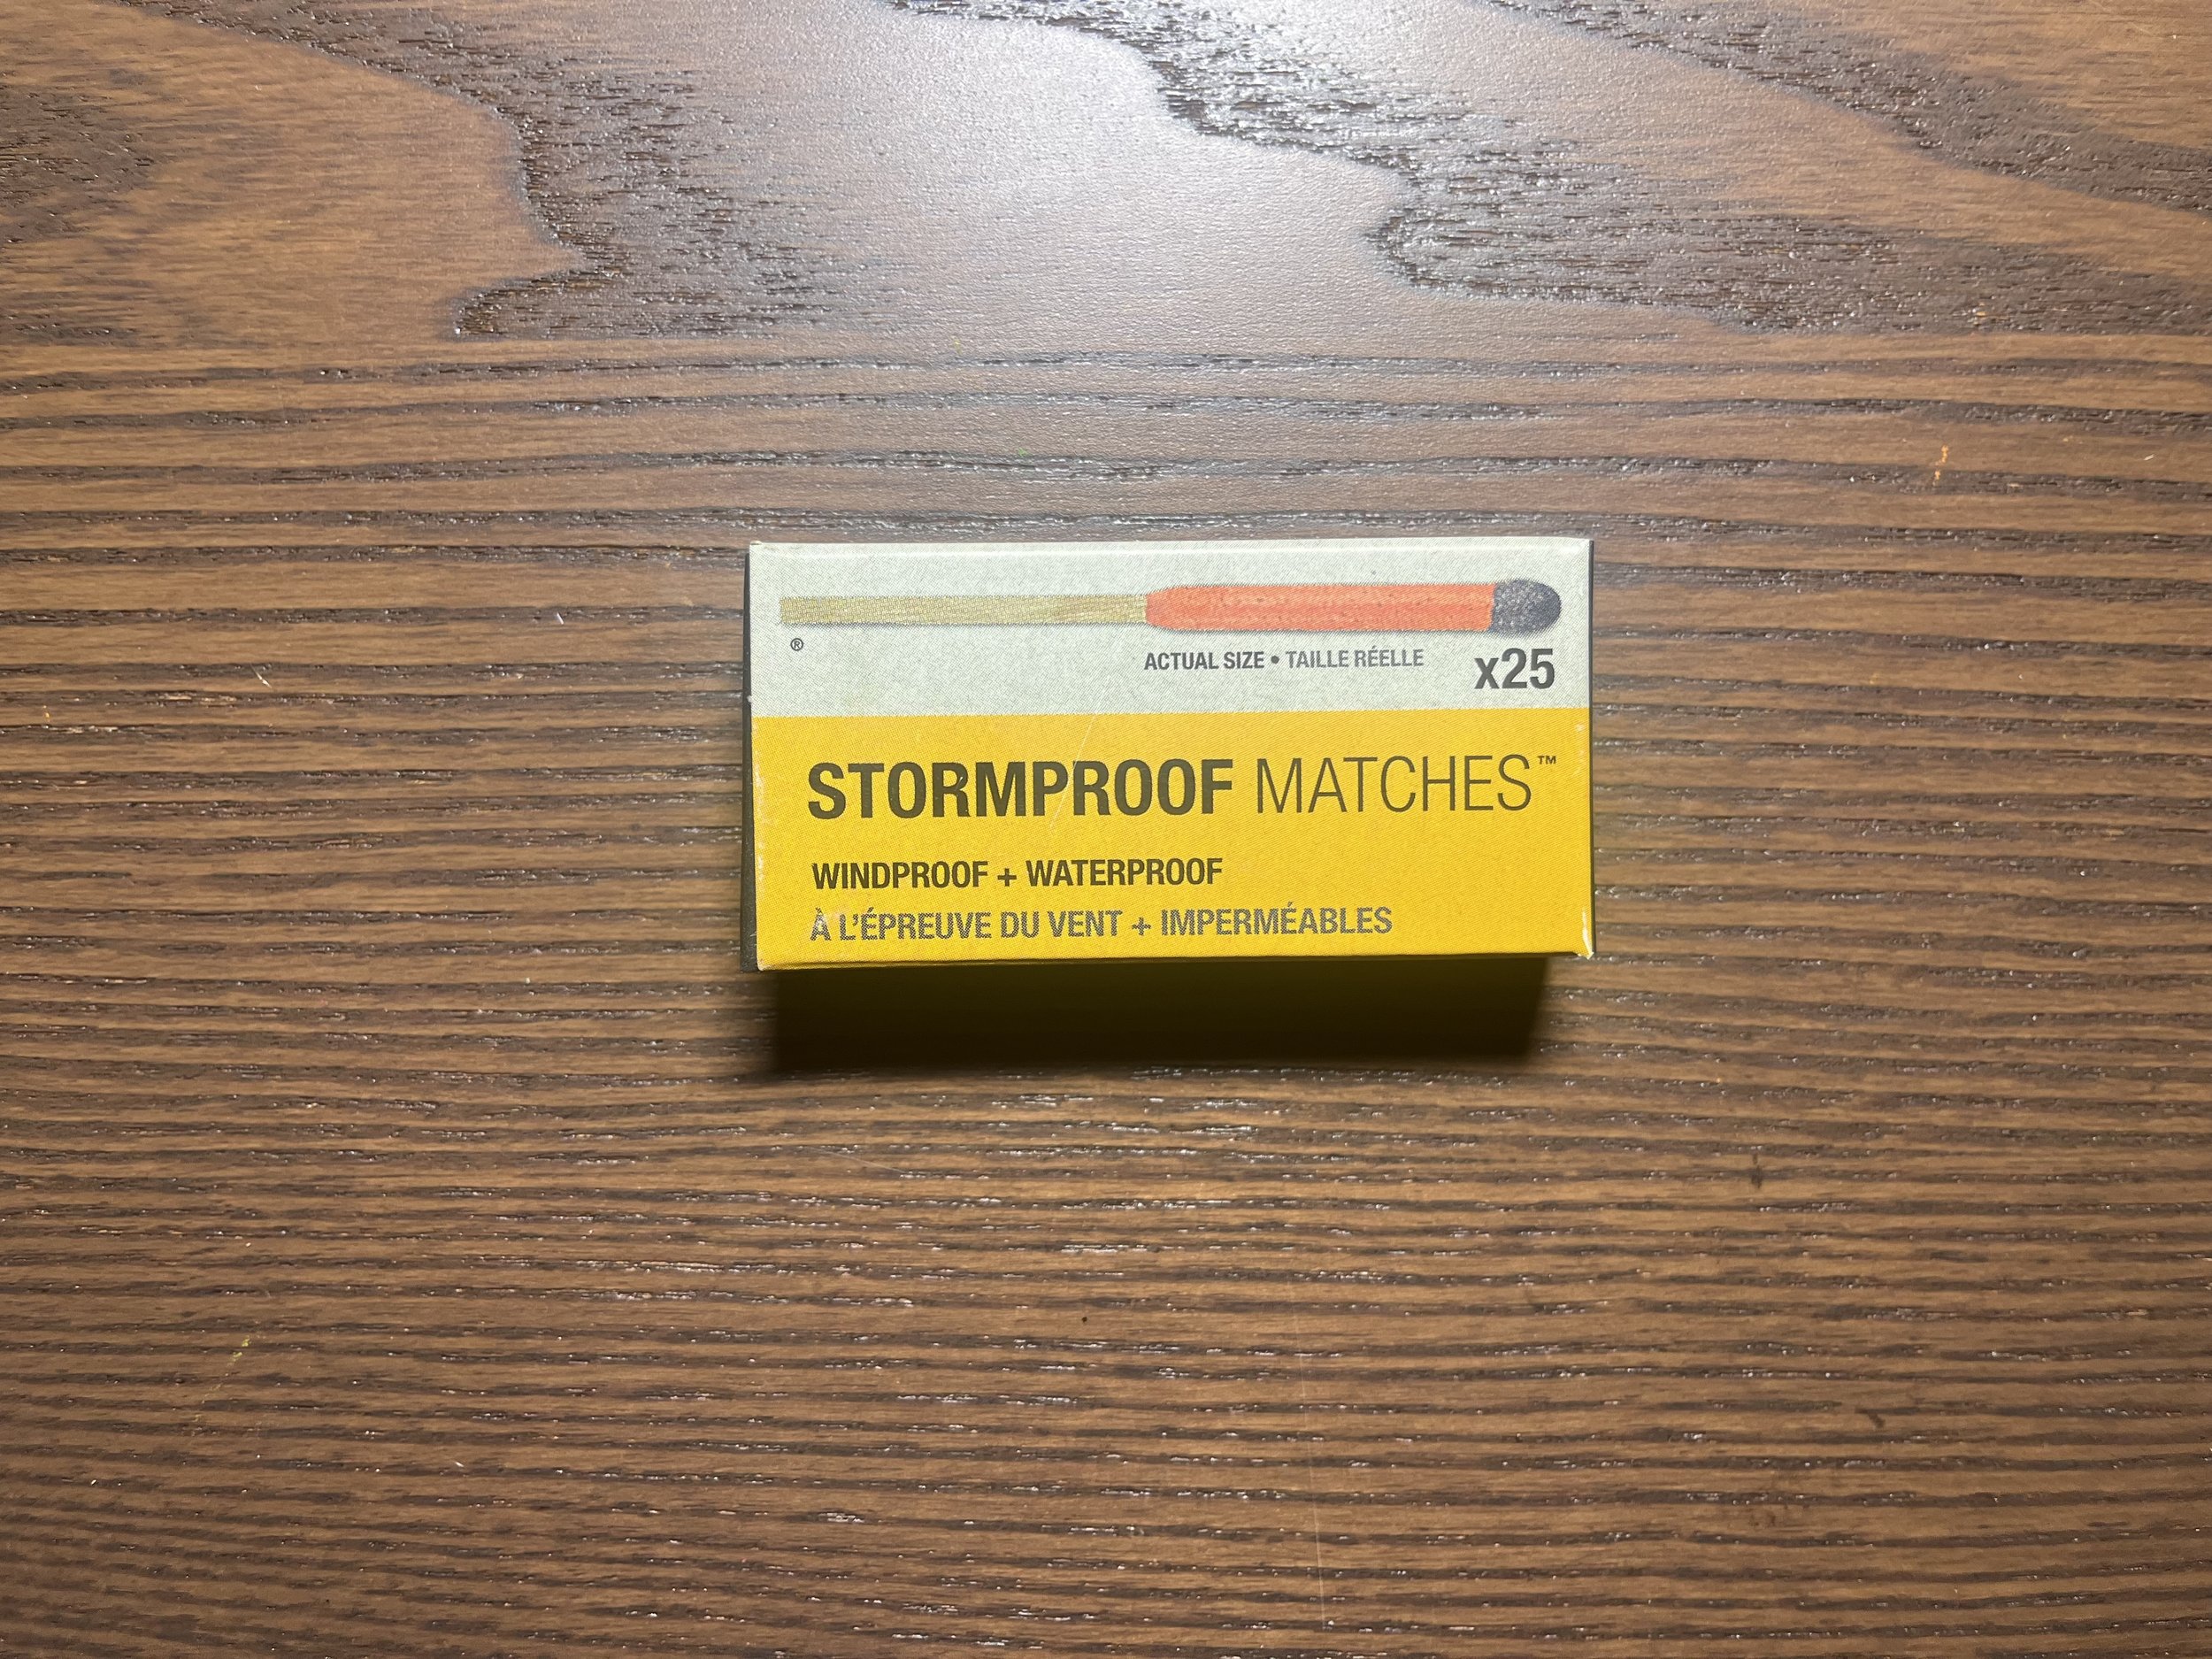 ®
ACTUAL SIZE • TAILLE RÉELLE
x25
STORMPROOF MATCHES™
WINDPROOF + WATERPROOF
À L'ÉPREUVE DU VENT + IMPERMÉABLES